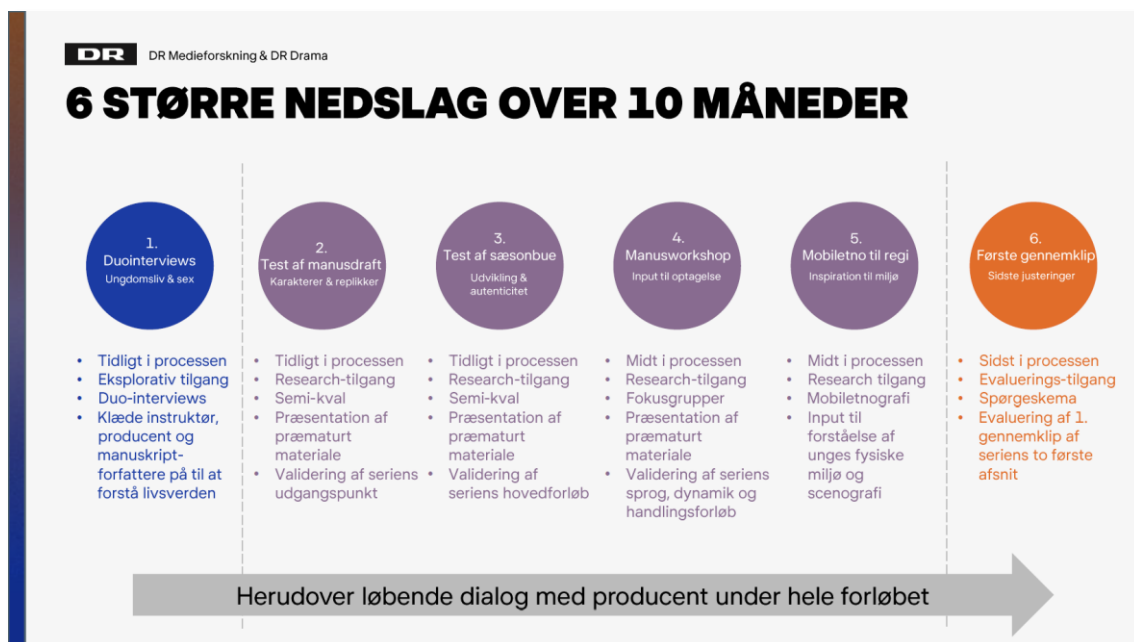 DR DR Medieforskning & DR Drama
6 STØRRE NEDSLAG OVER 10 MÅNEDER
1.
Duointerviews
Ungdomsliv & sex
2.
Test af manusdraft
Karakterer & replikker
3.
Test af sæsonbue
Udvikling &
autenticitet
4.
Manusworkshop
Input til optagelse
5.
Mobiletno til regi
Inspiration til miljø
6.
Første gennemklip
Sidste justeringer
• Tidligt i processen
• Eksplorativ tilgang
• Duo-interviews
• Klæde instruktør,
producent og
manuskript-
forfattere på til at
forstå livsverden
• Tidligt i processen
• Research-tilgang
• Semi-kval
• Præsentation af
præmaturt
materiale
• Validering af seriens
udgangspunkt
• Tidligt i processen
• Research-tilgang
• Semi-kval
• Præsentation af
præmaturt
materiale
• Validering af
seriens hovedforløb
• Midt i processen
• Research-tilgang
• Fokusgrupper
• Præsentation af
præmaturt
materiale
• Validering af seriens
sprog, dynamik og
handlingsforløb
• Midt i processen
• Research tilgang
• Mobiletnografi
• Input til
forståelse af
unges fysiske
miljø og
scenografi
• Sidst i processen
• Evaluerings-tilgang
• Spørgeskema
• Evaluering af 1.
gennemklip af
seriens to første
afsnit
Herudover løbende dialog med producent under hele forløbet